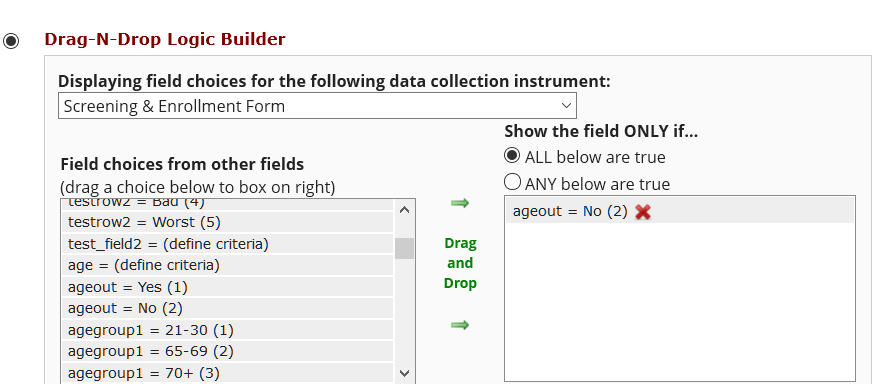 Drag-N-Drop Logic Builder
Displaying field choices for the following data collection instrument:
Screening & Enrollment Form
Show the field ONLY if...
ALL below are true
ANY below are true
Field choices from other fields
(drag a choice below to box on right)
testrow2 = Bad (4)
testrow2 = Worst (5)
test_field2 = (define criteria)
age = (define criteria)
ageout = Yes (1)
ageout = No (2)
agegroup1 = 21-30 (1)
agegroup1 = 65-69 (2)
agegroup1 = 70+ (3)
Drag
and
Drop
ageout = No (2)